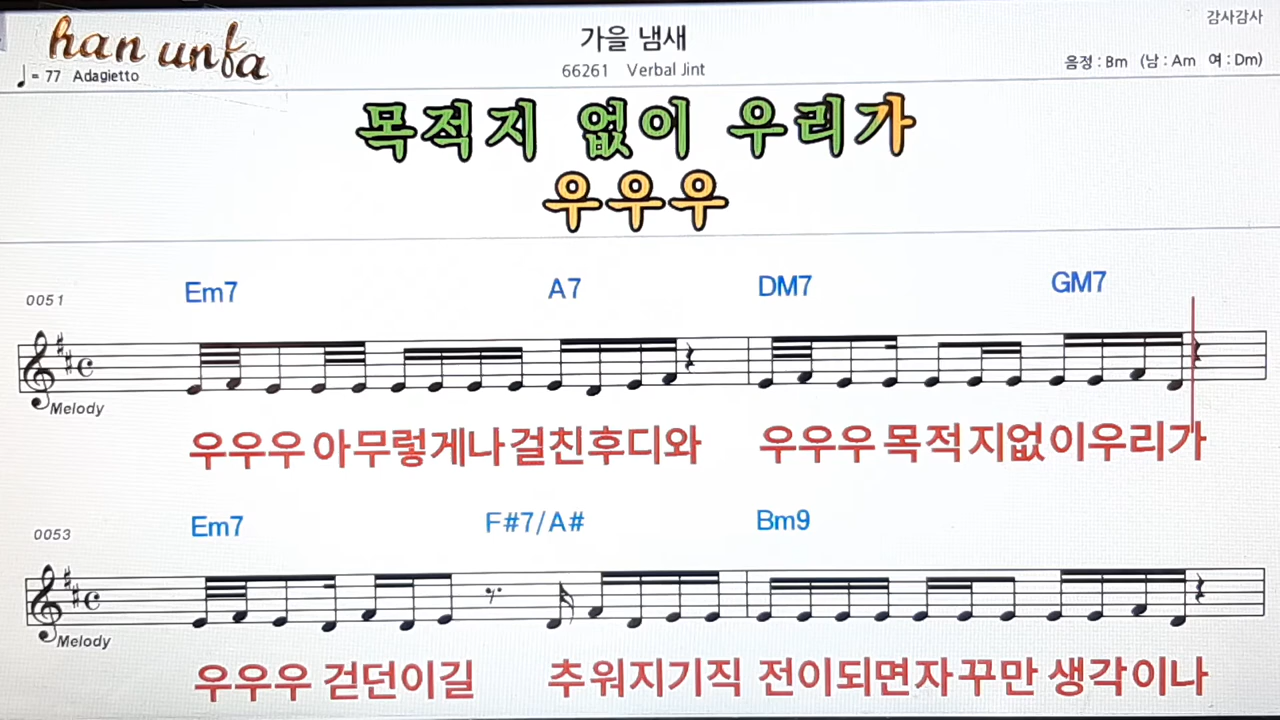 han unfa
감사감사
가을 냄새
66261 Verbal Jint
♩= 77 Adagietto
음정 : Bm (남 : Am 여 : Dm)
목적지 없이 우리가
우우우
0051 Em7 A7 DM7 GM7
Melody
우우우 아무렇게나걸친후디와 우우우 목적지없이우리가
0053 Em7 F#7/A# Bm9
Melody
우우우 걷던이길 추워지기직 전이되면자꾸만 생각이나